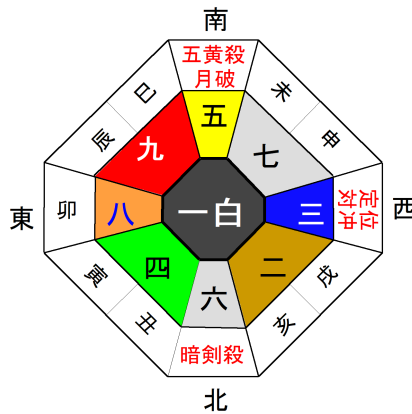 南
五黄殺
月破
巳
未
辰
五
申
九
七
東
卯
八
一白
三
定位
対冲
西
寅
四
二
戌
丑
六
亥
暗剣殺
北